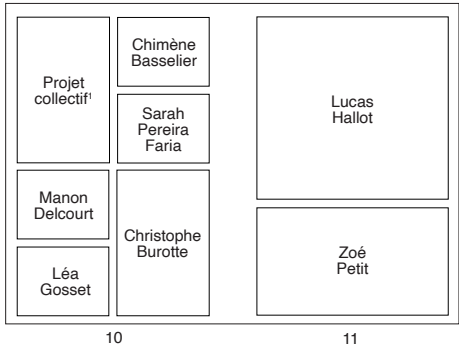 Projet
collectif¹
Manon
Delcourt
Léa
Gosset
Chimène
Basselier
Sarah
Pereira
Faria
Christophe
Burotte
Lucas
Hallot
Zoé
Petit
10
11